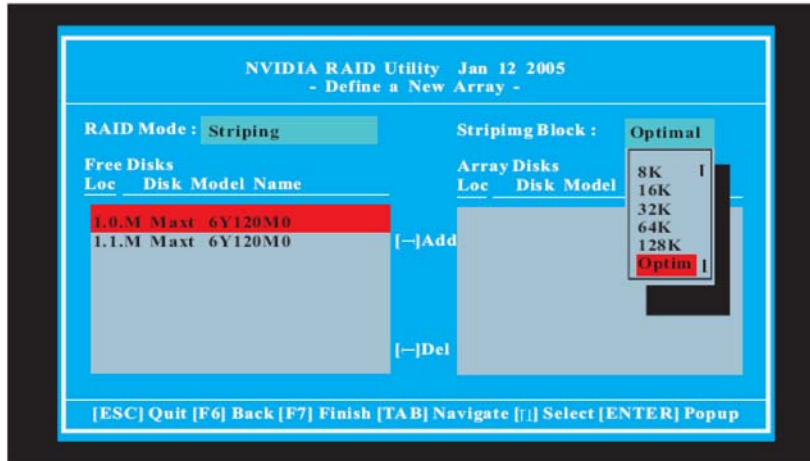 NVIDIA RAID Utility Jan 12 2005
- Define a New Array -
RAID Mode : Striping
Stripimg Block : Optimal
Free Disks
Loc Disk Model Name
1.0.M Maxt 6Y120M0
1.1.M Maxt 6Y120M0
[—]Add
[—]Del
Array Disks
Loc Disk Model
8K
16K
32K
64K
128K
Optim
[ESC] Quit [F6] Back [F7] Finish [TAB] Navigate [↑↓] Select [ENTER] Popup